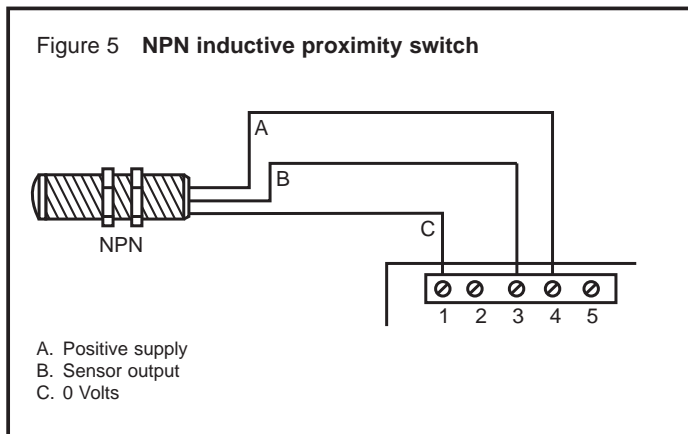 Figure 5 NPN inductive proximity switch
A
B
C
NPN
1 2 3 4 5
A. Positive supply
B. Sensor output
C. 0 Volts